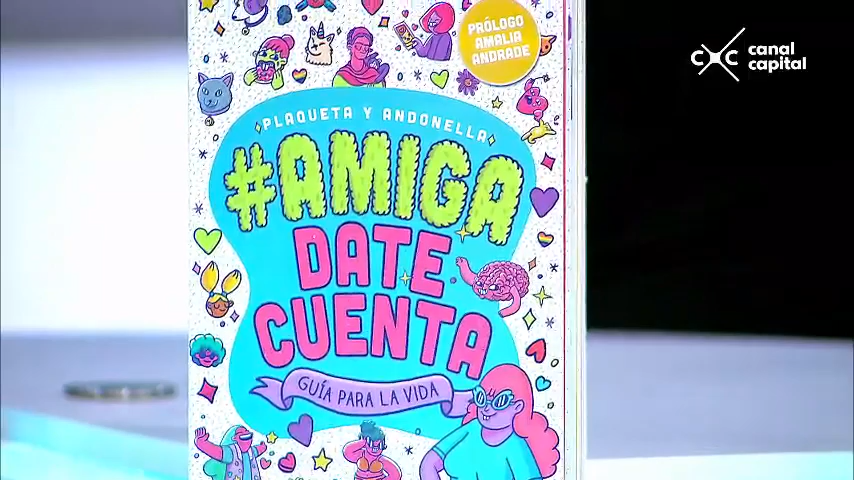 PRÓLOGO
AMALIA
ANDRADE
canal
capital
PLAQUETA Y ANDONELLA
#AMIGA
DATE
CUENTA
GUÍA PARA LA VIDA